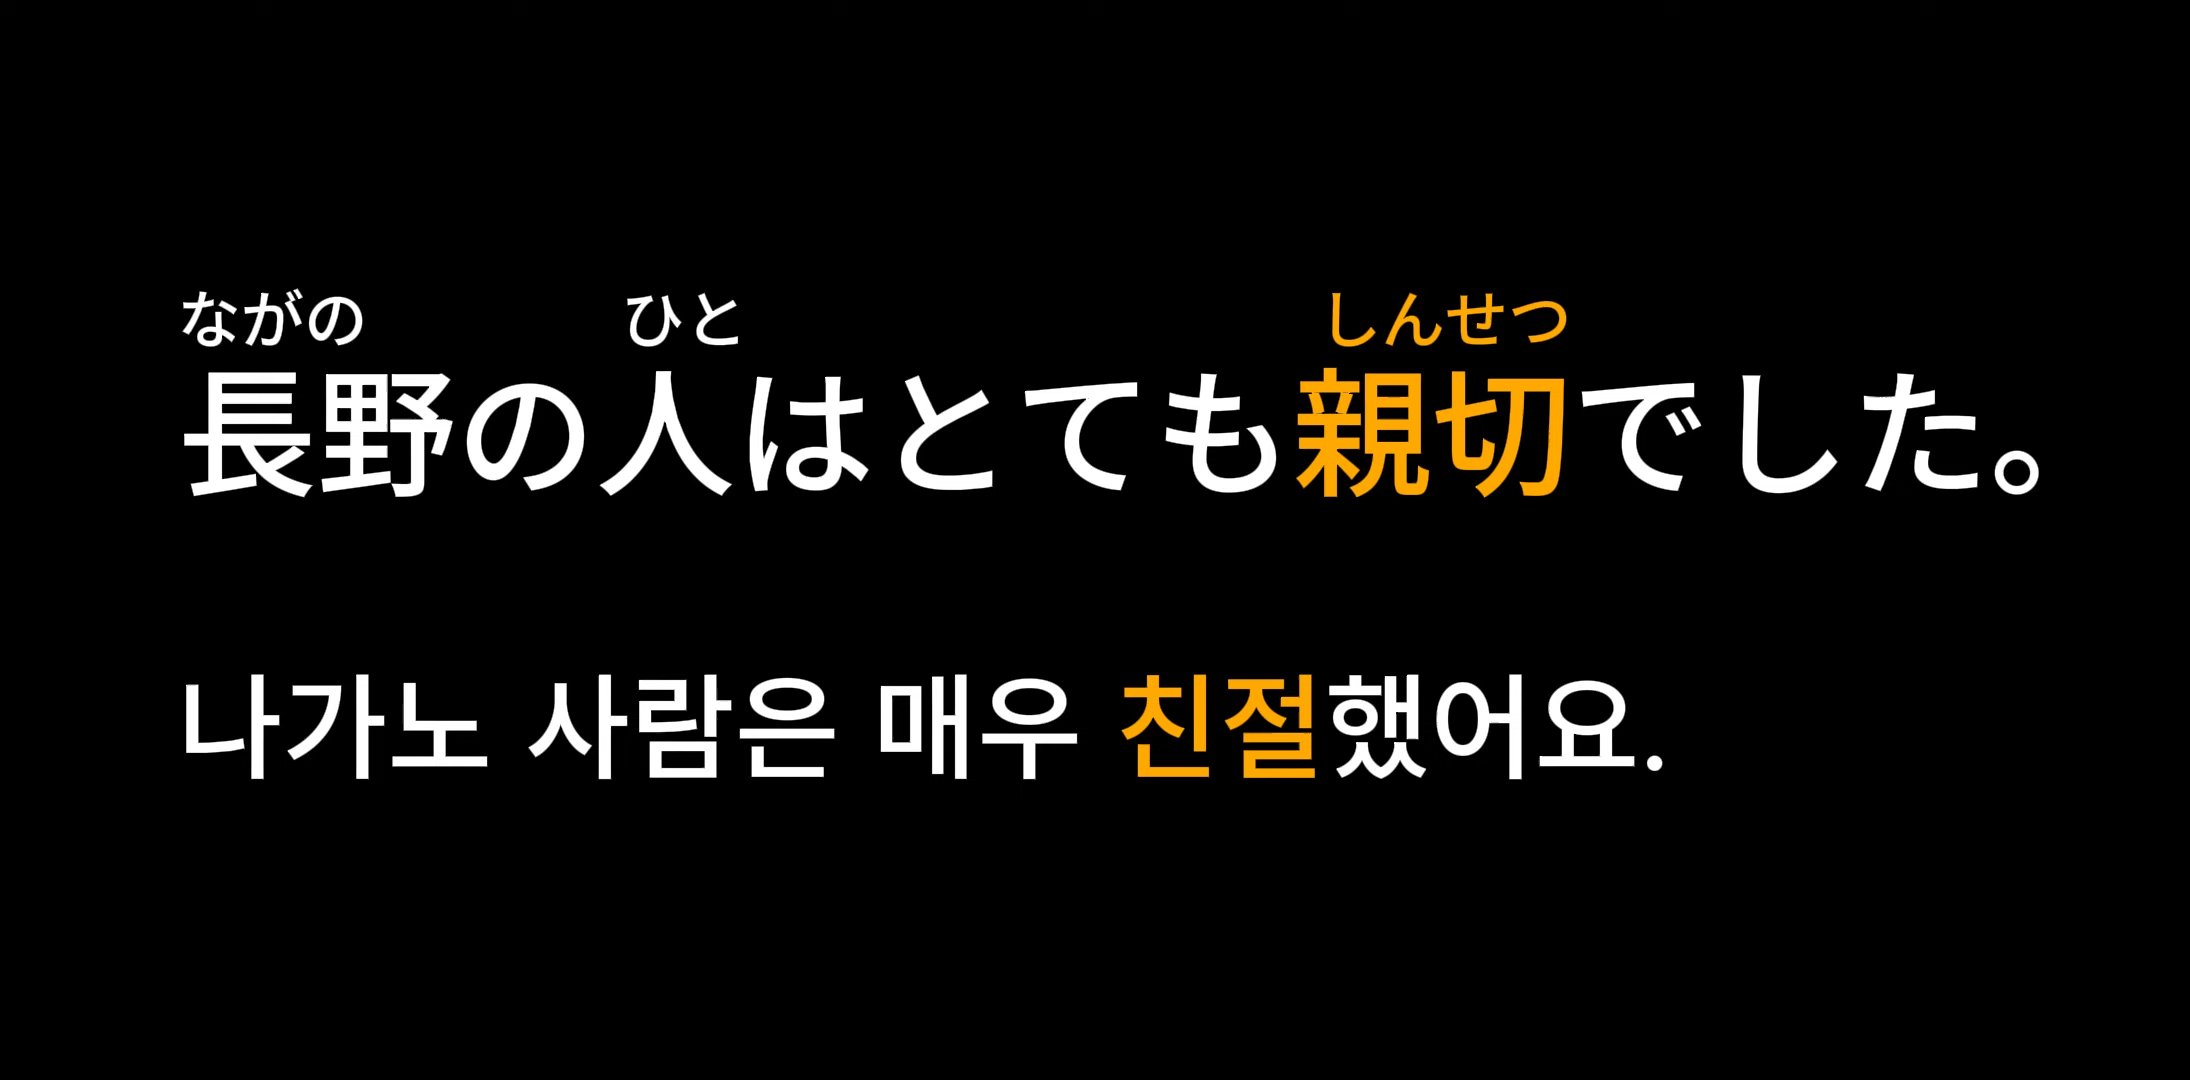 ながの ひと しんせつ
長野の人はとても親切でした。
나가노 사람은 매우 친절했어요.